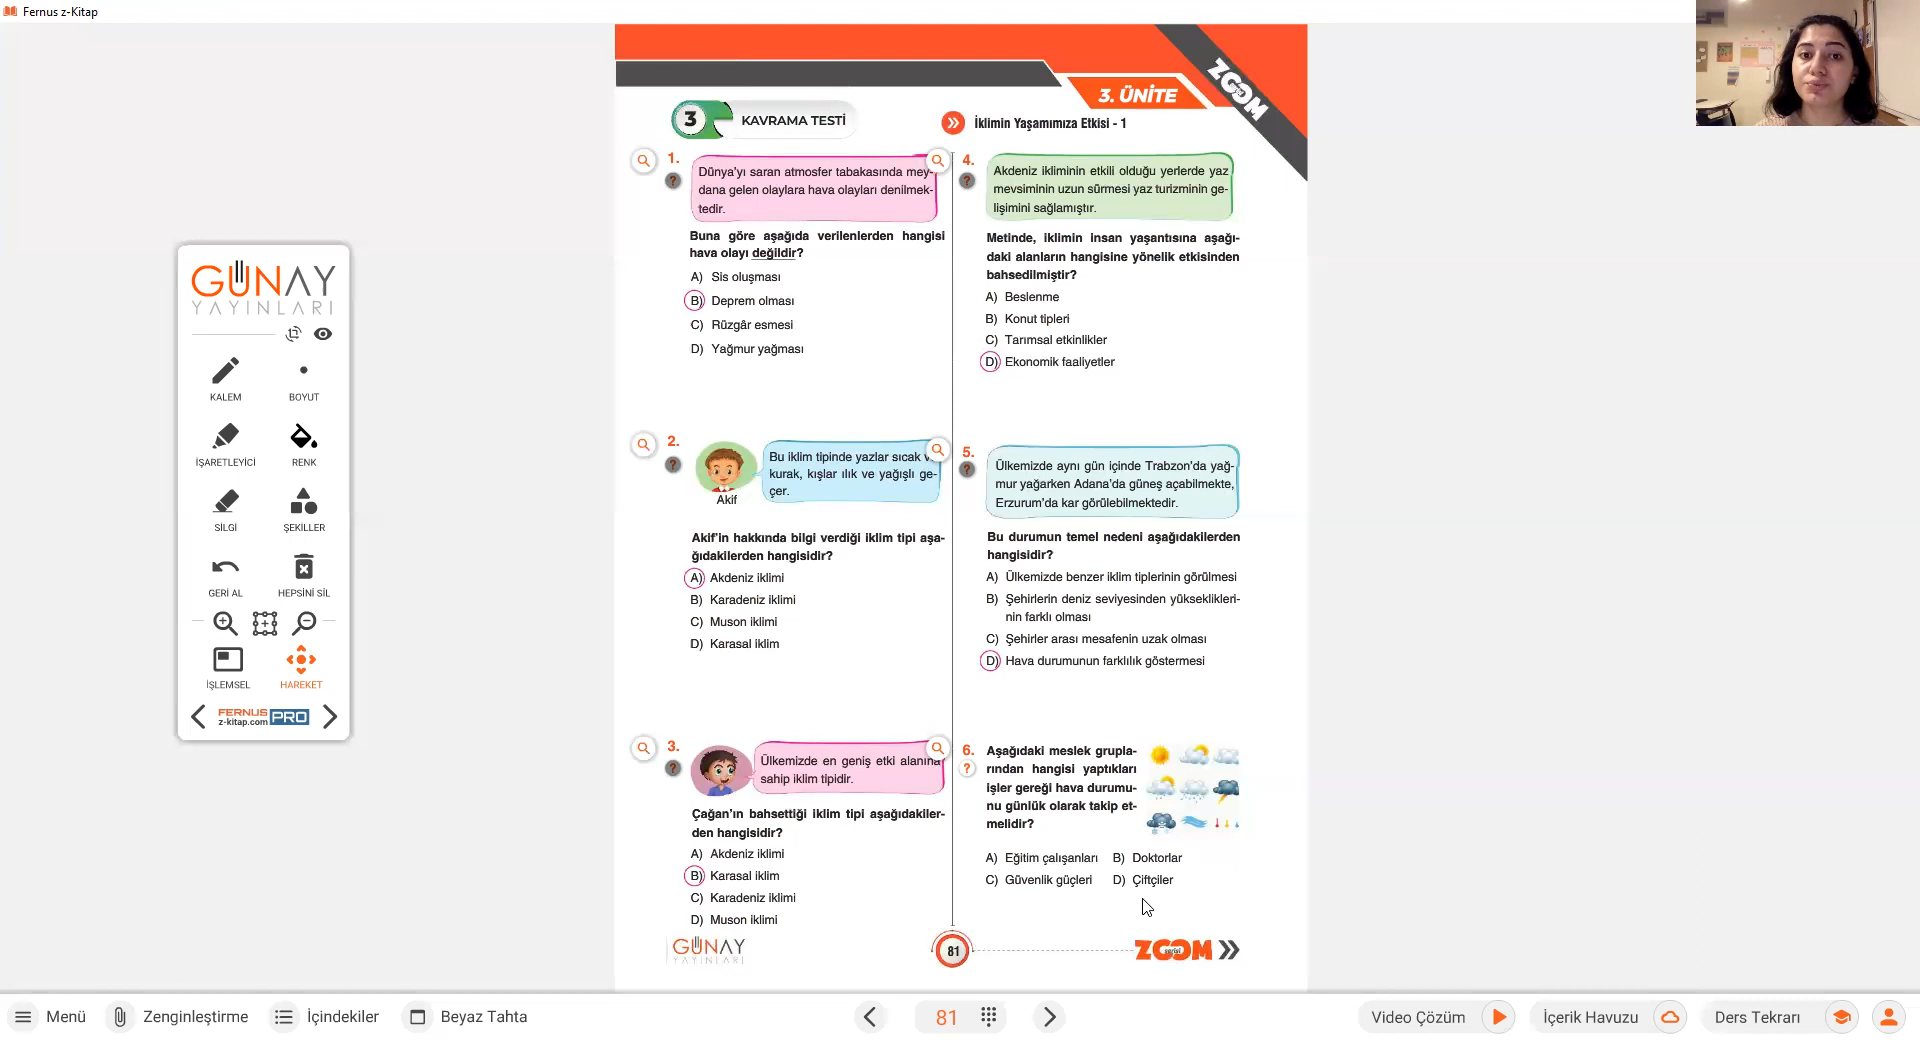 Fernus z-Kitap
ZOOM
3. ÜNİTE
3
KAVRAMA TESTİ
İklimin Yaşamımıza Etkisi - 1
1.
Dünya'yı saran atmosfer tabakasında mey-
dana gelen olaylara hava olayları denilmek-
tedir.
Buna göre aşağıda verilenlerden hangisi
hava olayı değildir?
A) Sis oluşması
B) Deprem olması
C) Rüzgâr esmesi
D) Yağmur yağması
2.
Bu iklim tipinde yazlar sıcak
kurak, kışlar ılık ve yağışlı ge-
çer.
Akif
Akif'in hakkında bilgi verdiği iklim tipi aşa-
ğıdakilerden hangisidir?
A) Akdeniz iklimi
B) Karadeniz iklimi
C) Muson iklimi
D) Karasal iklim
3.
Ülkemizde en geniş etki alanına
sahip iklim tipidir.
Çağan'ın bahsettiği iklim tipi aşağıdakiler-
den hangisidir?
A) Akdeniz iklimi
B) Karasal iklim
C) Karadeniz iklimi
D) Muson iklimi
4.
Akdeniz ikliminin etkili olduğu yerlerde yaz
mevsiminin uzun sürmesi yaz turizminin ge-
lişimini sağlamıştır.
Metinde, iklimin insan yaşantısına aşağı-
daki alanların hangisine yönelik etkisinden
bahsedilmiştir?
A) Beslenme
B) Konut tipleri
C) Tarımsal etkinlikler
D) Ekonomik faaliyetler
5.
Ülkemizde aynı gün içinde Trabzon'da yağ-
mur yağarken Adana'da güneş açabilmekte,
Erzurum'da kar görülebilmektedir.
Bu durumun temel nedeni aşağıdakilerden
hangisidir?
A) Ülkemizde benzer iklim tiplerinin görülmesi
B) Şehirlerin deniz seviyesinden yükseklikleri-
nin farklı olması
C) Şehirler arası mesafenin uzak olması
D) Hava durumunun farklılık göstermesi
6.
Aşağıdaki meslek grupla-
rından hangisi yaptıkları
işler gereği hava durumu-
nu günlük olarak takip et-
melidir?
A) Eğitim çalışanları B) Doktorlar
C) Güvenlik güçleri D) Çiftçiler
GÜNAY
YAYINLARI
81
ZOOM
serisi
GÜNAY
YAYINLARI
KALEM
BOYUT
İŞARETLEYİCİ
RENK
SİLGİ
ŞEKİLLER
GERİ AL
HEPSİNİ SİL
İŞLEMSEL
HAREKET
FERNUS
z-kitap.com
PRO
Menü
Zenginleştirme
İçindekiler
Beyaz Tahta
81
Video Çözüm
İçerik Havuzu
Ders Tekrarı